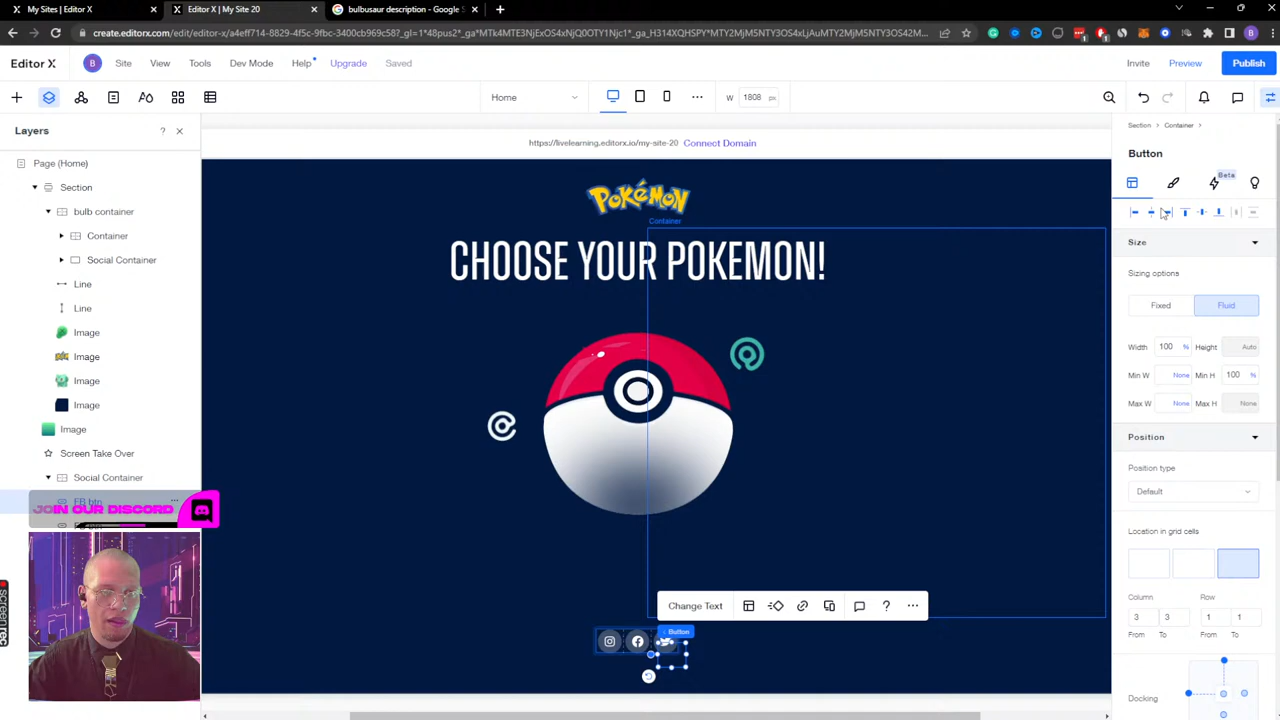 Editor X | My Sites
Editor X | My Site 20
bulbusaur description - Google S
create.editorx.com/edit/editor-x/a4eff714-8829-4f5c-9fbc-3400cb969c58?_gl=1*48pus2*_ga*MTk4MTE3NjExOS4xNjQ0OTY1Njc1*_ga_H314XQHSPY*MTY2MjM5NTY3OS42NC4xLjE2NjIzOTU2OTAuNDkuMC4w
Editor X
B
Site
View
Tools
Dev Mode
Help
Upgrade
Saved
Invite
Preview
Publish
Home
W 1808 px
Layers
?
https://livelearning.editorx.io/my-site-20 Connect Domain
Page (Home)
Section
bulb container
Container
Social Container
Line
Line
Image
Image
Image
Image
Image
Screen Take Over
Social Container
FB btn
JOIN OUR DISCORD
POKéMON
Container
CHOOSE YOUR POKEMON!
Change Text
?
Button
Section > Container >
Button
Beta
Size
Sizing options
Fixed Fluid
Width 100 % Height Auto
Min W None Min H 100 %
Max W None Max H None
Position
Position type
Default
Location in grid cells
Column Row
3 3 1 1
From To From To
Docking